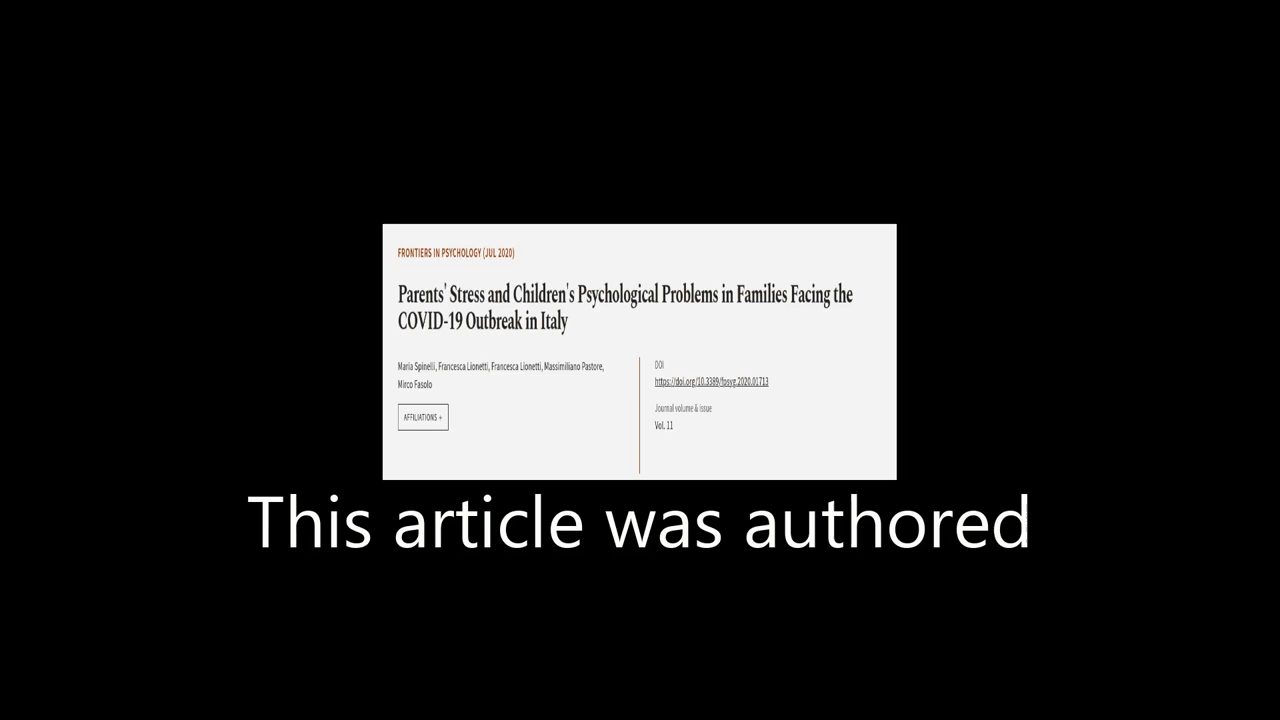 FRONTIERS IN PSYCHOLOGY (JUL 2020)
Parents' Stress and Children's Psychological Problems in Families Facing the
COVID-19 Outbreak in Italy
Maria Spinelli, Francesca Lionetti, Francesca Lionetti, Massimiliano Pastore,
Mirco Fasolo
AFFILIATIONS +
DOI
https://doi.org/10.3389/fpsyg.2020.01713
Journal volume & issue
Vol. 11
This article was authored